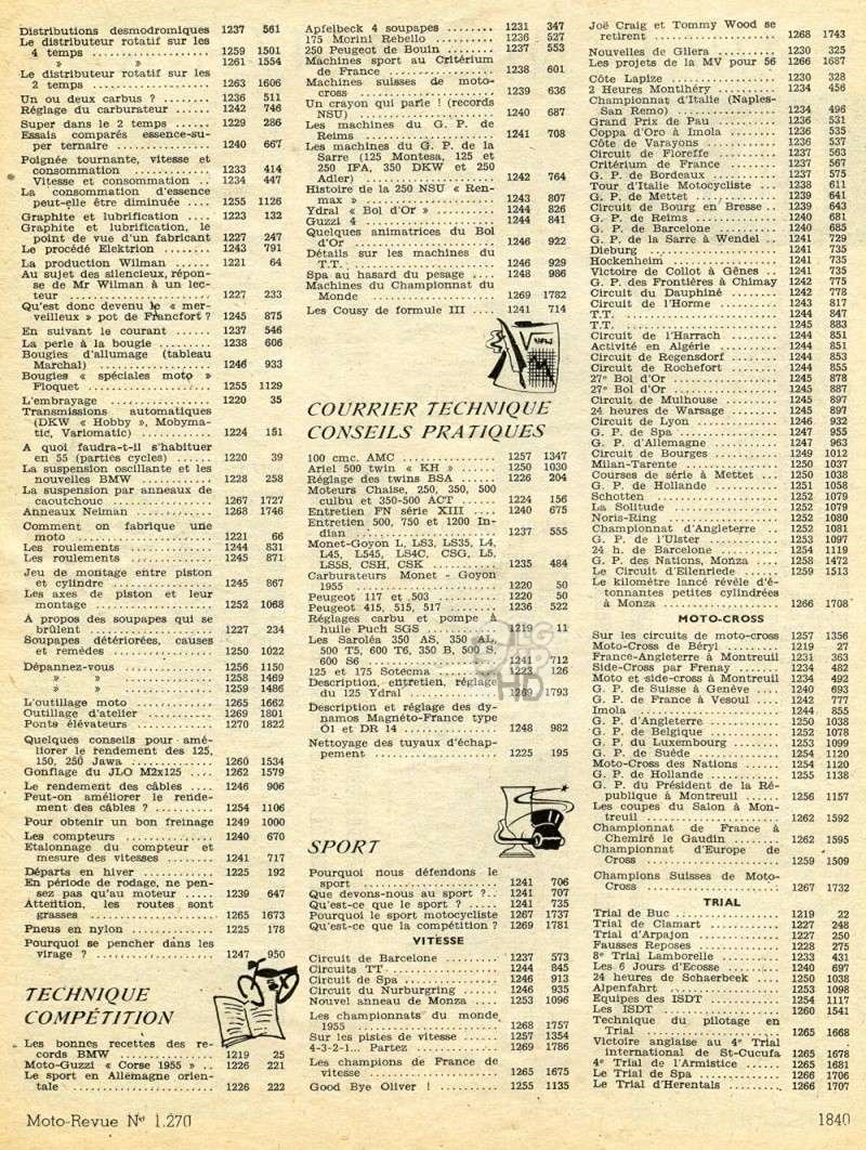 Distributions desmodromiques 1237 561
Le distributeur rotatif sur les
4 temps .......... 1259 1501
» » .......... 1261 1554
Le distributeur rotatif sur les
2 temps .......... 1263 1606
Un ou deux carbus ? .......... 1236 511
Réglage du carburateur ...... 1242 746
Super dans le 2 temps ...... 1229 286
Essais comparés essence-su-
per ternaire .......... 1240 667
Poignée tournante, vitesse et
consommation .......... 1233 414
Vitesse et consommation .. 1234 447
La consommation d'essence
peut-elle être diminuée .... 1255 1126
Graphite et lubrification .... 1223 132
Graphite et lubrification, le
point de vue d'un fabricant 1227 247
Le procédé Elektrion ........ 1243 791
La production Wilman ...... 1221 64
Au sujet des silencieux, répon-
se de Mr Wilman à un lec-
teur .......... 1227 233
Qu'est donc devenu le « mer-
veilleux » pot de Francfort ? 1245 875
En suivant le courant ...... 1237 546
La perle à la bougie ........ 1238 606
Bougies d'allumage (tableau
Marchal) .......... 1246 933
Bougies « spéciales moto »
Floquet .......... 1255 1129
L'embrayage .......... 1220 35
Transmissions automatiques
(DKW « Hobby », Mobyma-
tic, Variomatic) .......... 1224 151
A quoi faudra-t-il s'habituer
en 55 (parties cycles) ...... 1220 39
La suspension oscillante et les
nouvelles BMW .......... 1228 258
La suspension par anneaux de
caoutchouc .......... 1267 1727
Anneaux Neiman .......... 1268 1746
Comment on fabrique une
moto .......... 1221 66
Les roulements .......... 1244 831
Les roulements .......... 1245 871
Jeu de montage entre piston
et cylindre .......... 1245 867
Les axes de piston et leur
montage .......... 1252 1068
A propos des soupapes qui se
brûlent .......... 1227 234
Soupapes détériorées, causes
et remèdes .......... 1250 1022
Dépannez-vous .......... 1256 1150
» » .......... 1258 1469
» » .......... 1259 1486
L'outillage moto .......... 1265 1662
Outillage d'atelier .......... 1269 1801
Ponts élévateurs .......... 1270 1822
Quelques conseils pour amé-
liorer le rendement des 125,
150, 250 Jawa .......... 1260 1534
Gonflage du JLO M2x125 .... 1262 1579
Le rendement des câbles .... 1246 906
Peut-on améliorer le rende-
ment des câbles ? .......... 1254 1106
Pour obtenir un bon freinage 1249 1000
Les compteurs .......... 1240 670
Etalonnage du compteur et
mesure des vitesses ........ 1241 717
Départs en hiver .......... 1225 192
En période de rodage, ne pen-
sez pas qu'au moteur ...... 1239 647
Attention, les routes sont
grasses .......... 1265 1673
Pneus en nylon .......... 1225 178
Pourquoi se pencher dans les
virage ? .......... 1247 950
TECHNIQUE
COMPÉTITION
Les bonnes recettes des re-
cords BMW .......... 1219 25
Moto-Guzzi « Corse 1955 » .. 1226 221
Le sport en Allemagne orien-
tale .......... 1226 222
Apfelbeck 4 soupapes ........ 1231 347
175 Morini Rebello .......... 1236 527
250 Peugeot de Bouin ........ 1237 553
Machines sport au Critérium
de France .......... 1238 601
Machines suisses de moto-
cross .......... 1239 636
Un crayon qui parle ! (records
NSU) .......... 1240 687
Les machines du G. P. de
Reims .......... 1241 708
Les machines du G. P. de la
Sarre (125 Montesa, 125 et
250 IFA, 350 DKW et 250
Adler) .......... 1242 764
Histoire de la 250 NSU « Ren-
max » .......... 1243 807
Ydral « Bol d'Or » .......... 1244 826
Guzzi 4 .......... 1244 841
Quelques animatrices du Bol
d'Or .......... 1246 922
Détails sur les machines du
T.T. .......... 1246 929
Spa au hasard du pesage .... 1248 986
Machines du Championnat du
Monde .......... 1269 1782
Les Cousy de formule III .... 1241 714
COURRIER TECHNIQUE
CONSEILS PRATIQUES
100 cmc. AMC .......... 1257 1347
Ariel 500 twin « KH » ...... 1250 1030
Réglage des twins BSA ...... 1226 204
Moteurs Chaise, 250, 350, 500
culbu et 350-500 ACT ...... 1224 156
Entretien FN série XIII .... 1240 675
Entretien 500, 750 et 1200 In-
dian .......... 1237 555
Monet-Goyon L, LS3, LS35, L4,
L45, L545, LS4C, CSG, L5,
LS5S, CSH, CSK .......... 1235 484
Carburateurs Monet - Goyon
1955 .......... 1220 50
Peugeot 117 et 503 .......... 1220 50
Peugeot 415, 515, 517 ........ 1236 522
Réglages carbu et pompe à
huile Puch SGS .......... 1219 11
Les Saroléa 350 AS, 350 AL,
500 T5, 600 T6, 350 B, 500 S,
600 S6 .......... 1241 712
125 et 175 Sotecma .......... 1223 126
Description, entretien, réglage
du 125 Ydral .......... 1269 1793
Description et réglage des dy-
namos Magnéto-France type
O1 et DR 14 .......... 1248 982
Nettoyage des tuyaux d'échap-
pement .......... 1225 195
SPORT
Pourquoi nous défendons le
sport .......... 1241 706
Que devons-nous au sport ?.. 1241 707
Qu'est-ce que le sport ? ...... 1241 735
Pourquoi le sport motocycliste 1267 1737
Qu'est-ce que la compétition ? 1269 1781
VITESSE
Circuit de Barcelone ........ 1237 573
Circuits TT .......... 1244 845
Circuit de Spa .......... 1246 913
Circuit du Nurburgring ...... 1246 935
Nouvel anneau de Monza .... 1253 1096
Les championnats du monde
1955 .......... 1268 1757
Sur les pistes de vitesse .... 1257 1354
4-3-2-1... Partez .......... 1269 1786
Les champions de France de
vitesse .......... 1265 1675
Good Bye Oliver ! .......... 1255 1135
Joë Craig et Tommy Wood se
retirent .......... 1268 1743
Nouvelles de Gilera .......... 1230 325
Les projets de la MV pour 56 1266 1687
Côte Lapize .......... 1230 328
2 Heures Montlhéry .......... 1234 456
Championnat d'Italie (Naples-
San Remo) .......... 1234 496
Grand Prix de Pau .......... 1236 531
Coppa d'Oro à Imola ........ 1236 535
Côte de Varayons .......... 1236 537
Circuit de Floreffe .......... 1237 563
Critérium de France ........ 1237 567
G. P. de Bordeaux .......... 1237 575
Tour d'Italie Motocycliste .. 1238 611
G. P. de Mettet .......... 1239 641
Circuit de Bourg en Bresse .. 1239 643
G. P. de Reims .......... 1240 681
G. P. de Barcelone .......... 1240 685
G. P. de la Sarre à Wendel .. 1241 729
Dieburg .......... 1241 735
Hockenheim .......... 1241 735
Victoire de Collot à Gênes .. 1241 735
G. P. des Frontières à Chimay 1242 775
Circuit du Dauphiné ........ 1242 778
Circuit de l'Horme .......... 1243 817
T.T. .......... 1244 847
T.T. .......... 1245 883
Circuit de l'Harrach ........ 1244 851
Activité en Algérie .......... 1244 851
Circuit de Regensdorf ...... 1244 853
Circuit de Rochefort ........ 1244 855
27e Bol d'Or .......... 1245 878
27e Bol d'Or .......... 1245 887
Circuit de Mulhouse ........ 1245 897
24 heures de Warsage ...... 1245 897
Circuit de Lyon .......... 1246 932
G. P. de Spa .......... 1247 955
G. P. d'Allemagne .......... 1247 963
Circuit de Bourges .......... 1249 1012
Milan-Tarente .......... 1250 1037
Courses de série à Mettet ... 1250 1038
G. P. de Hollande .......... 1251 1058
Schotten .......... 1252 1079
La Solitude .......... 1252 1079
Noris-Ring .......... 1252 1080
Championnat d'Angleterre .. 1252 1081
G. P. de l'Ulster .......... 1253 1097
24 h. de Barcelone .......... 1254 1119
G. P. des Nations, Monza .... 1258 1472
Le Circuit d'Eilenriede ...... 1259 1513
Le kilomètre lancé révèle d'é-
tonnantes petites cylindrées
à Monza .......... 1266 1708
MOTO-CROSS
Sur les circuits de moto-cross 1257 1356
Moto-Cross de Béryl ........ 1219 27
France-Angleterre à Montreuil 1231 363
Side-Cross par Frenay ...... 1234 482
Moto et side-cross à Montreuil 1234 492
G. P. de Suisse à Genève .... 1240 693
G. P. de France à Vesoul .... 1242 777
Imola .......... 1244 855
G. P. d'Angleterre .......... 1250 1038
G. P. de Belgique .......... 1252 1078
G. P. du Luxembourg ...... 1253 1099
G. P. de Suède .......... 1254 1120
Moto-Cross des Nations ...... 1254 1120
G. P. de Hollande .......... 1255 1138
G. P. du Président de la Ré-
publique à Montreuil ...... 1256 1157
Les coupes du Salon à Mon-
treuil .......... 1262 1592
Championnat de France à
Chemiré le Gaudin ........ 1262 1595
Championnat d'Europe de
Cross .......... 1259 1509
Champions Suisses de Moto-
Cross .......... 1267 1732
TRIAL
Trial de Buc .......... 1219 22
Trial de Clamart .......... 1227 248
Trial d'Arpajon .......... 1227 250
Fausses Reposes .......... 1228 275
8e Trial Lamborelle .......... 1233 431
Les 6 Jours d'Ecosse ........ 1240 697
24 heures de Schaerbeek .... 1250 1038
Alpenfahrt .......... 1253 1098
Equipes des ISDT .......... 1254 1117
Les ISDT .......... 1260 1541
Technique du pilotage en
Trial .......... 1265 1668
Victoire anglaise au 4e Trial
international de St-Cucufa 1265 1678
4e Trial de l'Armistice ...... 1265 1681
Le Trial de Spa .......... 1266 1706
Le Trial d'Herentals ........ 1266 1707
Moto-Revue No 1.270
1840